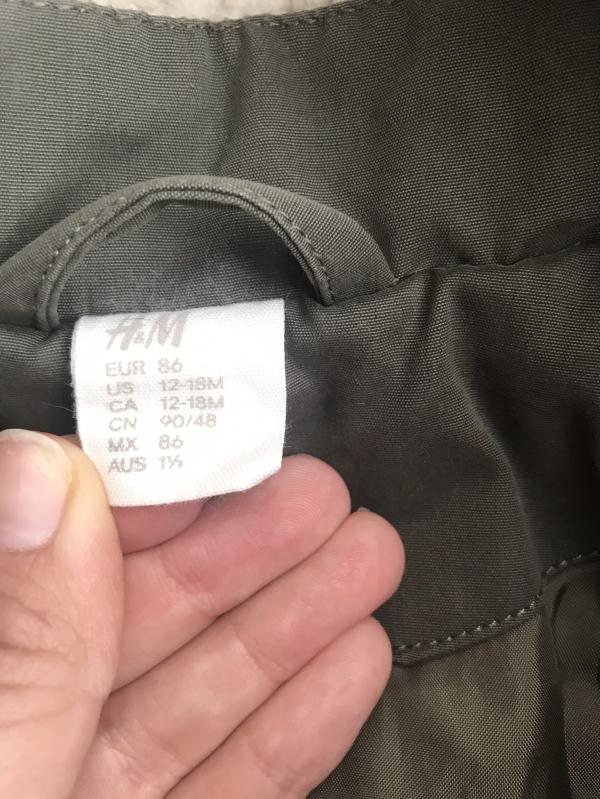 H&M
EUR 86
US 12-18M
CA 12-18M
CN 90/48
MX 86
AUS 1½